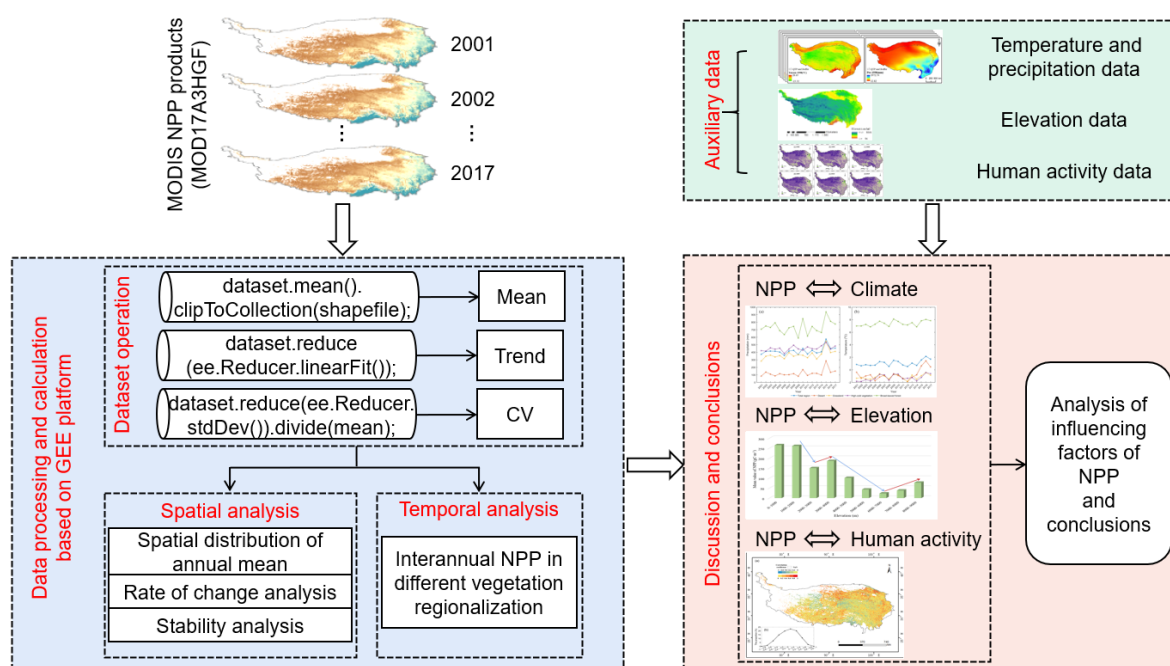 MODIS NPP products
(MOD17A3HGF)
2001
2002
⋮
⋮
2017
Auxiliary data
Temperature and
precipitation data
Elevation data
Human activity data
Data processing and calculation
based on GEE platform
Dataset operation
dataset.mean().
clipToCollection(shapefile);
Mean
dataset.reduce
(ee.Reducer.linearFit());
Trend
dataset.reduce(ee.Reducer.
stdDev()).divide(mean);
CV
Spatial analysis
Spatial distribution of
annual mean
Rate of change analysis
Stability analysis
Temporal analysis
Interannual NPP in
different vegetation
regionalization
Discussion and conclusions
NPP
Climate
(a)
(b)
NPP
Elevation
NPP
Human activity
Analysis of
influencing
factors of
NPP
and
conclusions